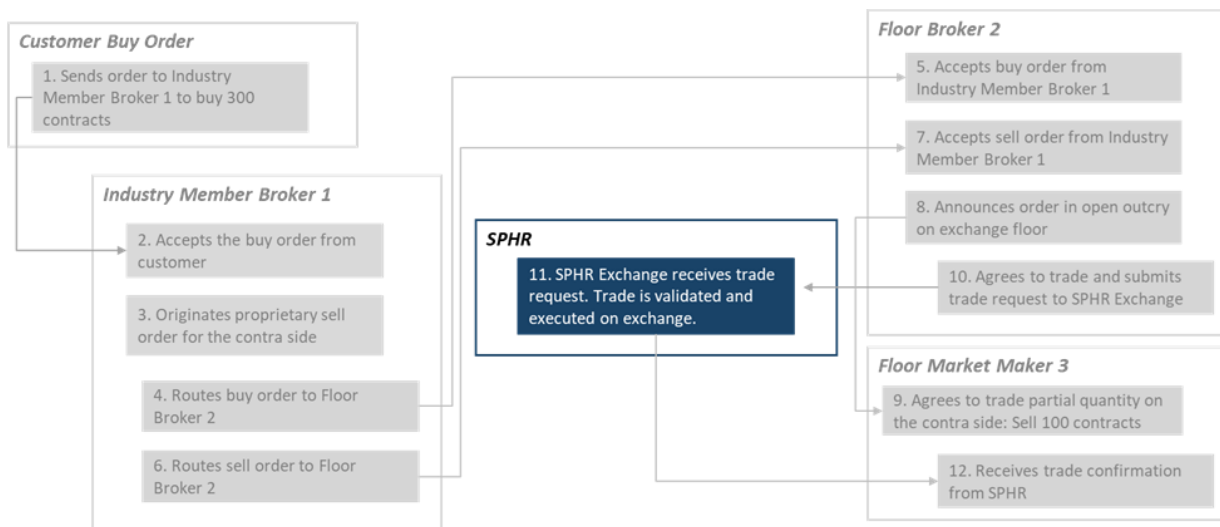 Customer Buy Order
1. Sends order to Industry
Member Broker 1 to buy 300
contracts
Industry Member Broker 1
2. Accepts the buy order from
customer
3. Originates proprietary sell
order for the contra side
4. Routes buy order to Floor
Broker 2
6. Routes sell order to Floor
Broker 2
SPHR
11. SPHR Exchange receives trade
request. Trade is validated and
executed on exchange.
Floor Broker 2
5. Accepts buy order from
Industry Member Broker 1
7. Accepts sell order from Industry
Member Broker 1
8. Announces order in open outcry
on exchange floor
10. Agrees to trade and submits
trade request to SPHR Exchange
Floor Market Maker 3
9. Agrees to trade partial quantity on
the contra side: Sell 100 contracts
12. Receives trade confirmation
from SPHR